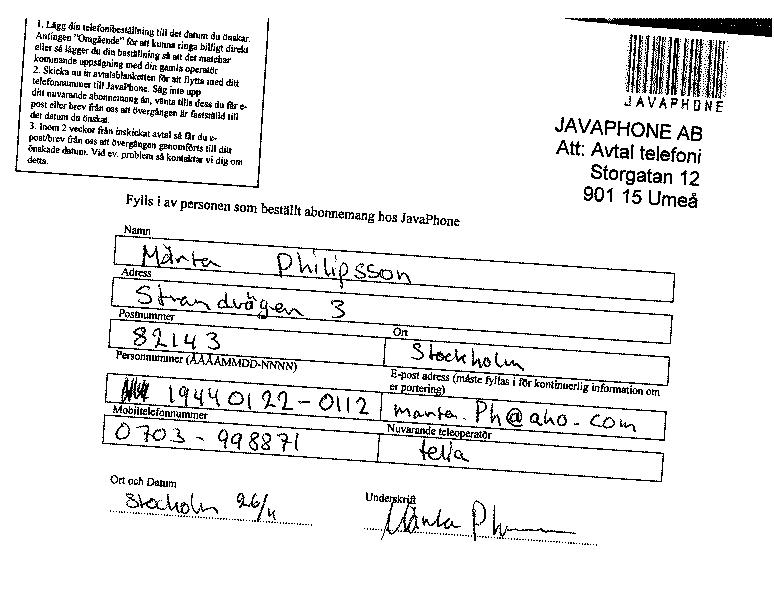 1. Lägg din telefonibeställning till det datum du önskar.
Antingen "Omgående" för att kunna ringa billigt direkt
eller så lägger du din beställning så att det matchar
kommande uppsägning med din gamla operatör
2. Skicka nu in avtalsblanketten för att flytta med ditt
telefonnummer till JavaPhone. Säg inte upp
ditt nuvarande abonnemang än, vänta tills dess du får e-
post eller brev från oss att övergången är fastställd till
det datum du önskat.
3. Inom 2 veckor från inskickat avtal så får du e-
post/brev från oss att övergången genomförts till ditt
önskade datum. Vid ev. problem så kontaktar vi dig om
detta.
JAVAPHONE
JAVAPHONE AB
Att: Avtal telefoni
Storgatan 12
901 15 Umeå
Fylls i av personen som beställt abonnemang hos JavaPhone
Namn
Märta Philipsson
Adress
Strandvägen 3
Postnummer
82143
Ort
Stockholm
Personnummer (ÅÅÅÅMMDD-NNNN)
19440122-0112
E-post adress (måste fyllas i för kontinuerlig information om
er portering)
marta.Ph@aho.com
Mobiltelefonnummer
0703-998871
Nuvarande teleoperatör
telia
Ort och Datum
Stocholm 26/11
Underskrift
Märta